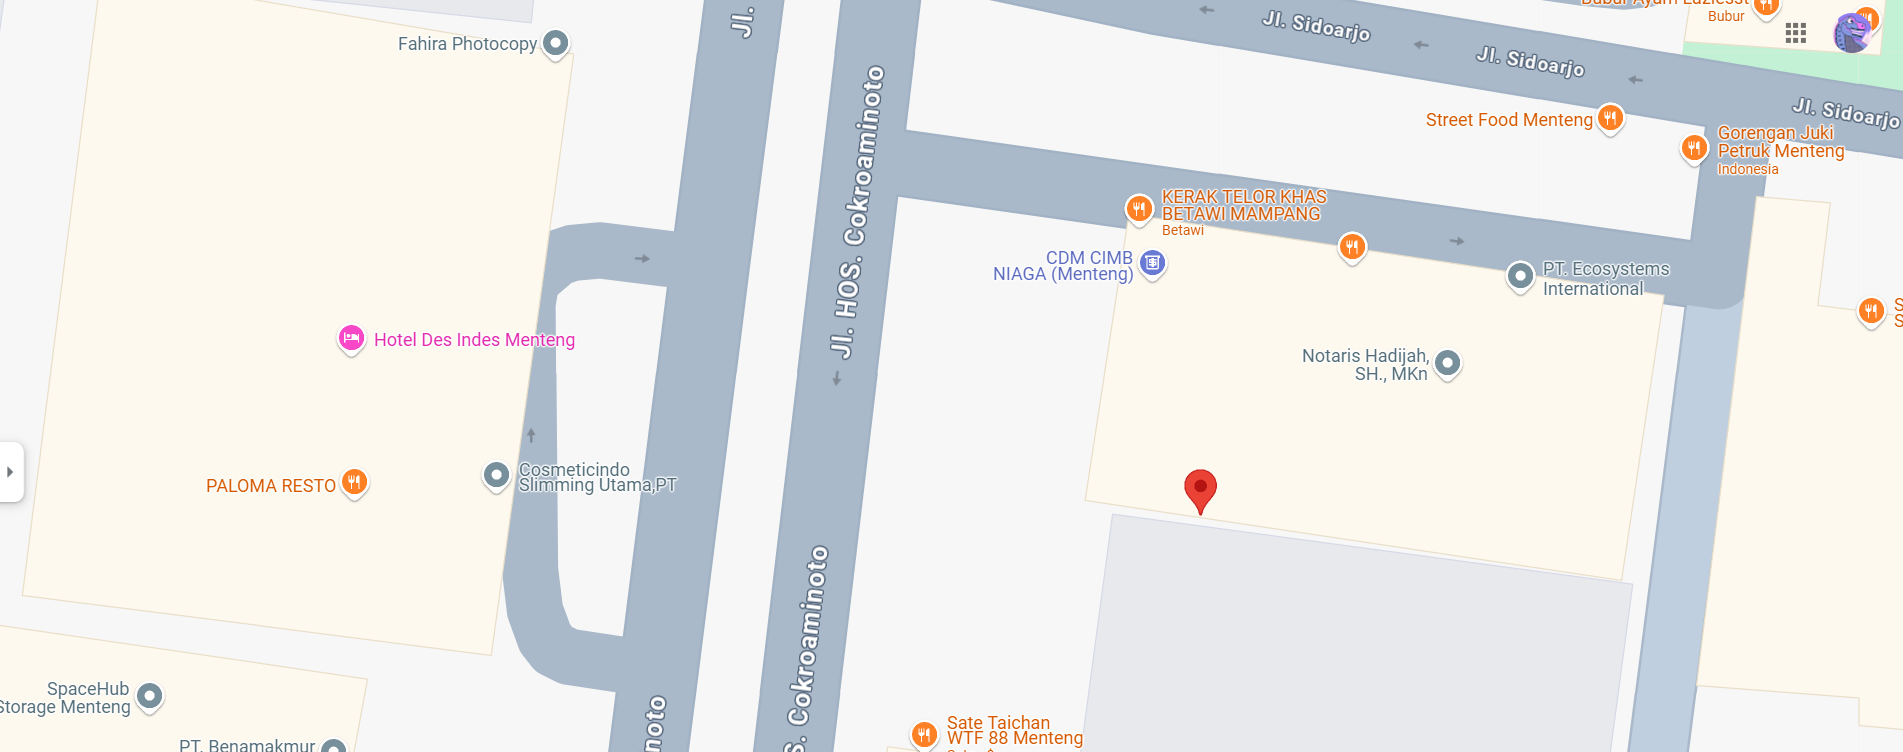 Jl.
Fahira Photocopy
Jl. Sidoarjo
Jl. Sidoarjo
Jl. Sidoarjo
Bubur
Street Food Menteng
Gorengan Juki
Petruk Menteng
Indonesia
Jl. HOS. Cokroaminoto
KERAK TELOR KHAS
BETAWI MAMPANG
Betawi
CDM CIMB
NIAGA (Menteng)
PT. Ecosystems
International
S
S
Hotel Des Indes Menteng
Notaris Hadijah,
SH., MKn
PALOMA RESTO
Cosmeticindo
Slimming Utama,PT
S. Cokroaminoto
SpaceHub
Storage Menteng
noto
Sate Taichan
WTF 88 Menteng
PT. Benamakmur